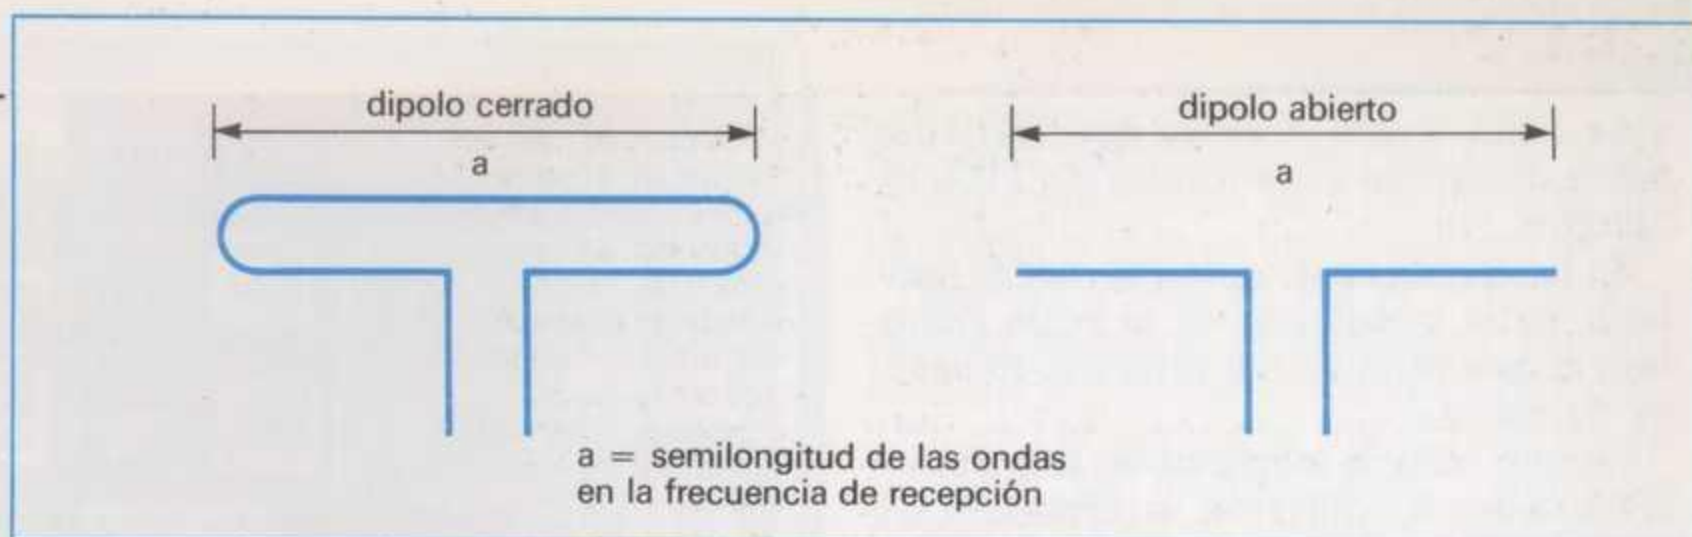 dipolo cerrado
a
dipolo abierto
a
a = semilongitud de las ondas
en la frecuencia de recepción